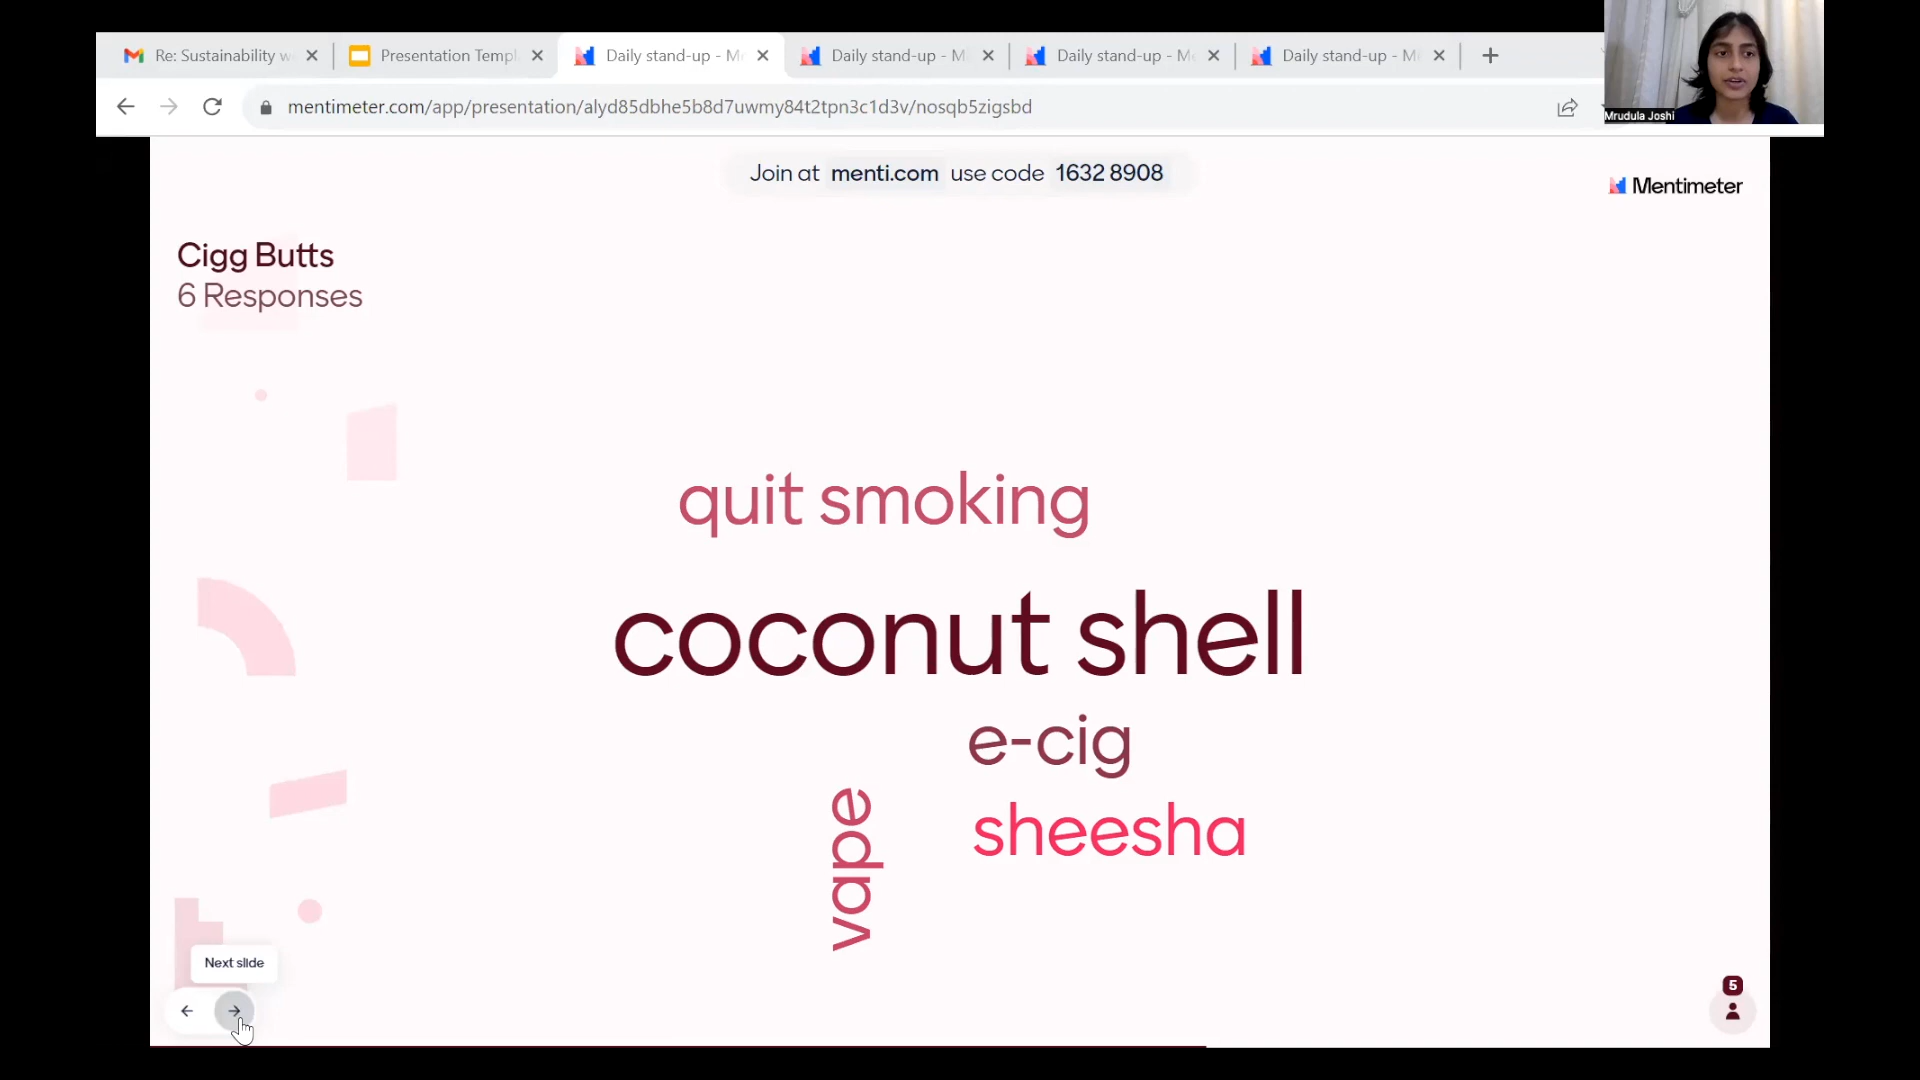 Re: Sustainability w
Presentation Templ
Daily stand-up - M
Daily stand-up - M
Daily stand-up - M
Daily stand-up - M
mentimeter.com/app/presentation/alyd85dbhe5b8d7uwmy84t2tpn3c1d3v/nosqb5zigsbd
Mrudula Joshi
Join at menti.com use code 1632 8908
Mentimeter
Cigg Butts
6 Responses
quit smoking
coconut shell
e-cig
sheesha
vape
Next slide
5